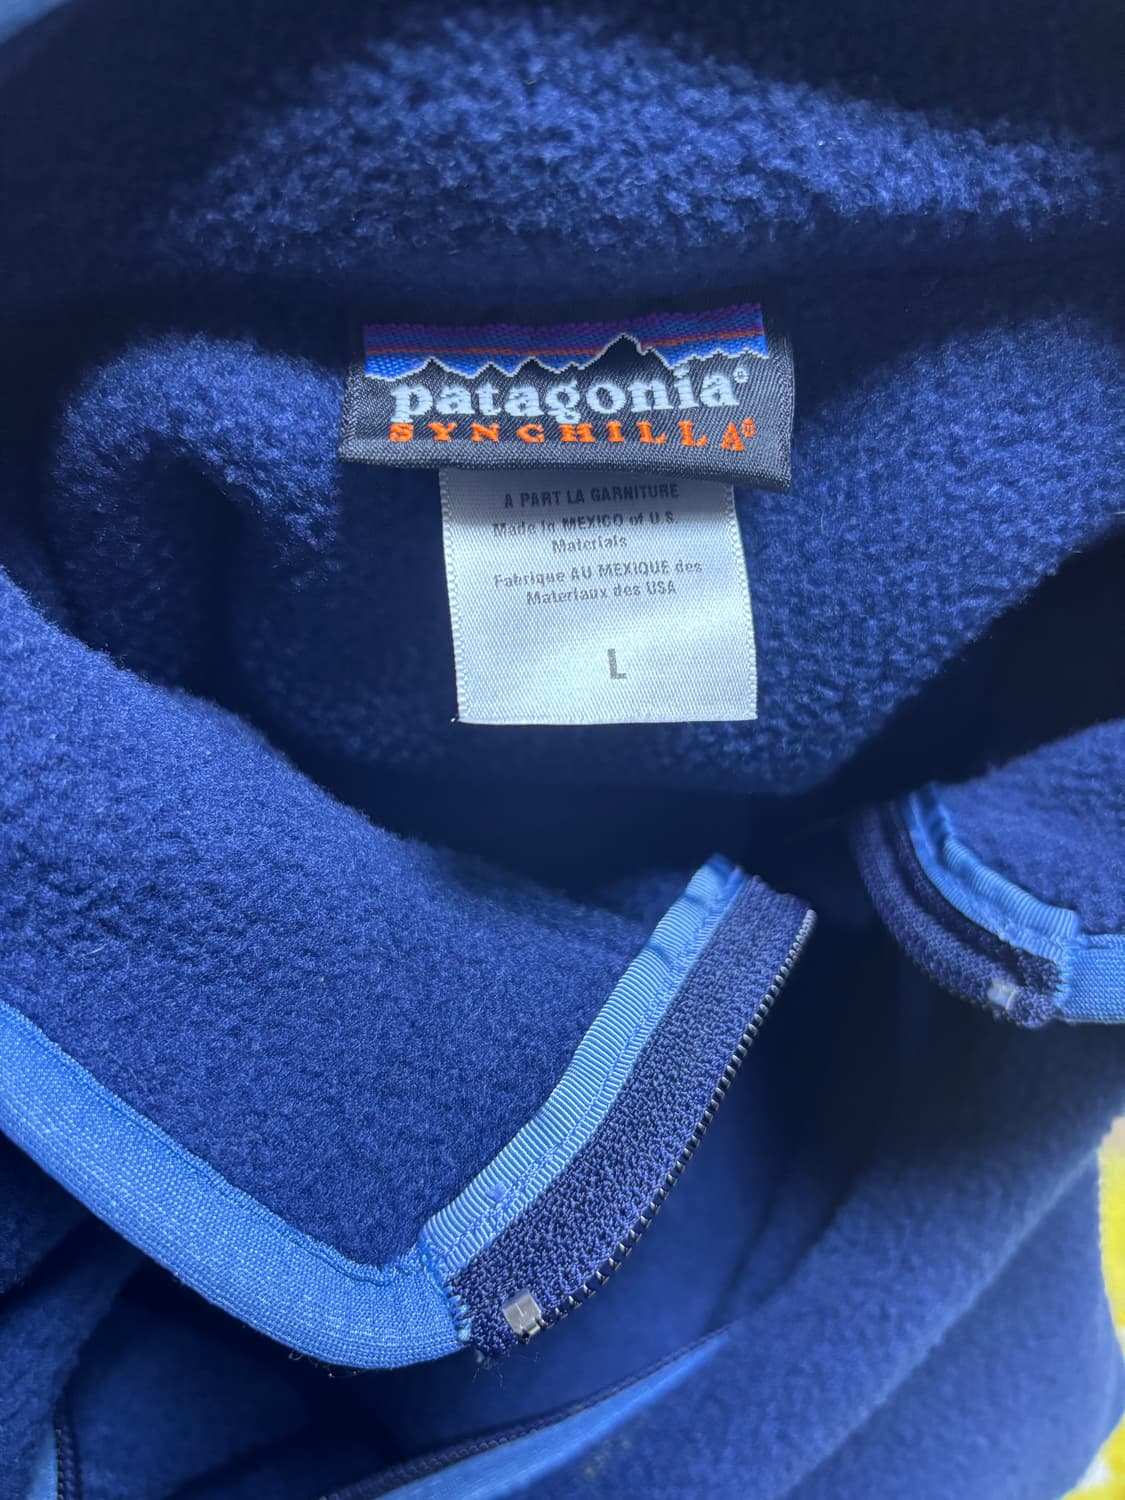 patagonia®
SYNCHILLA®
A PART LA GARNITURE
Made in MEXICO of U.S.
Materials
Fabrique AU MEXIQUE des
Materiaux des USA
L